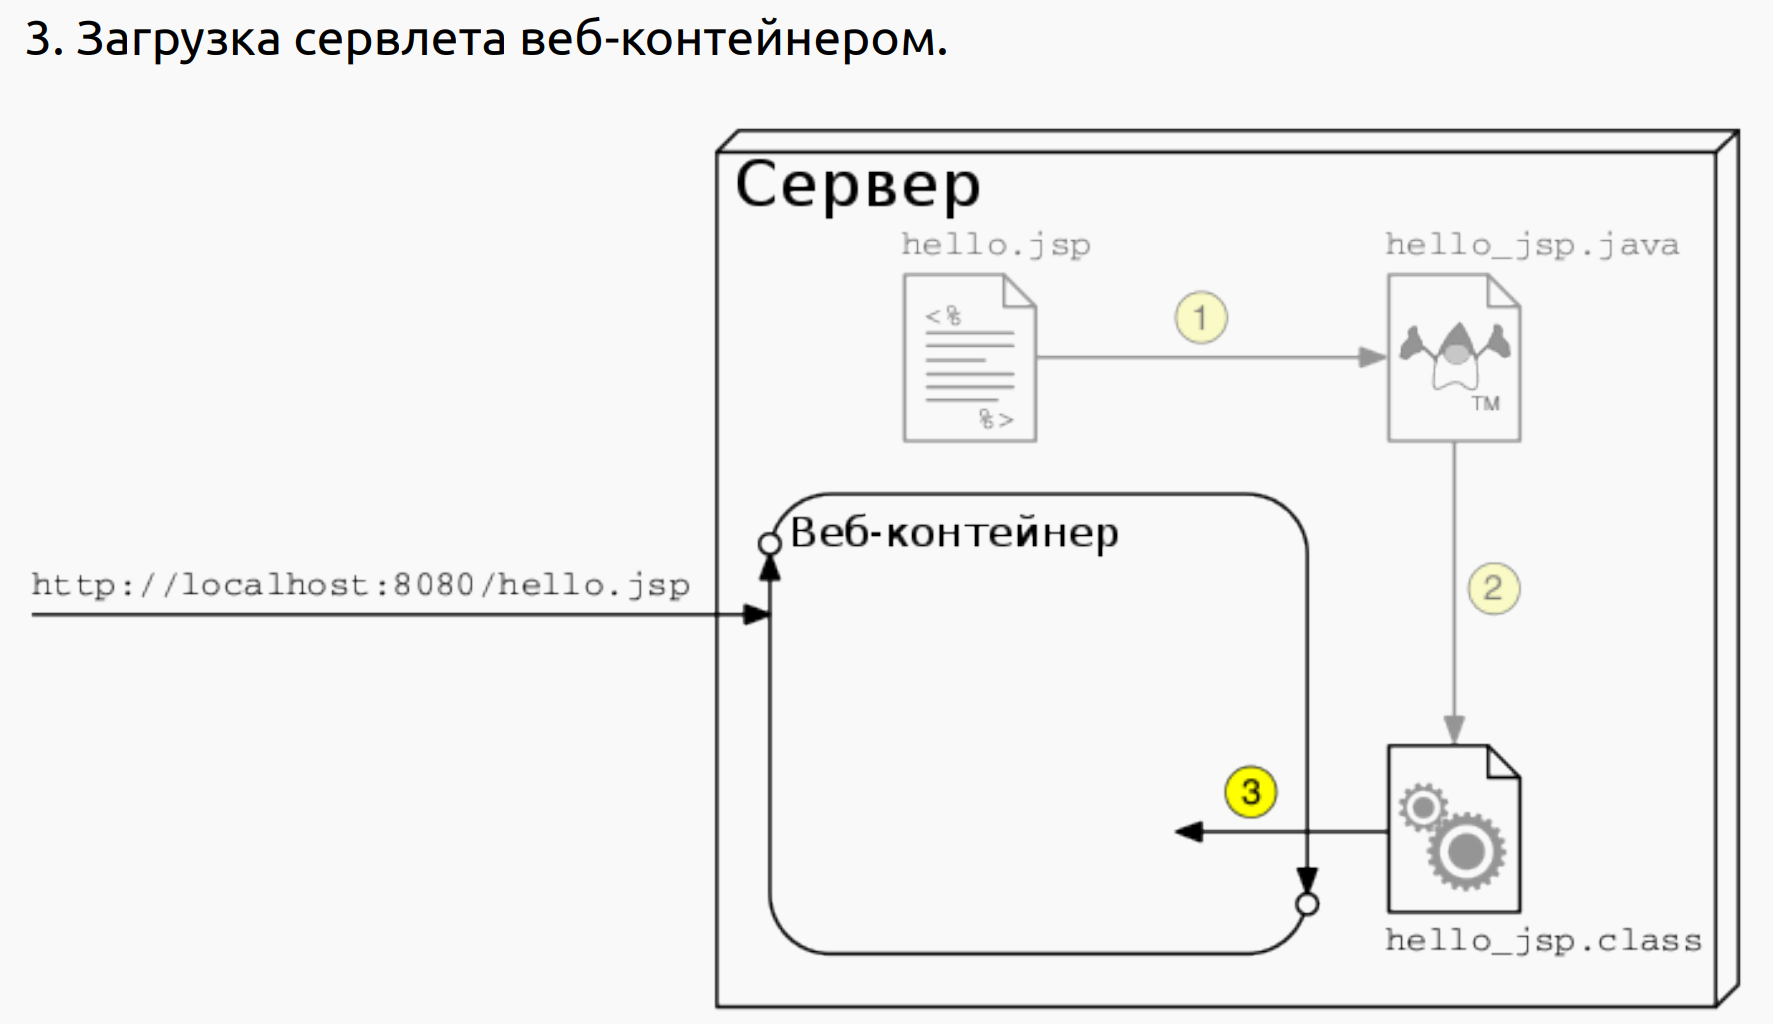 3. Загрузка сервлета веб-контейнером.
Сервер
hello.jsp
hello_jsp.java
<%
1
%>
TM
Веб-контейнер
http://localhost:8080/hello.jsp
2
3
hello_jsp.class